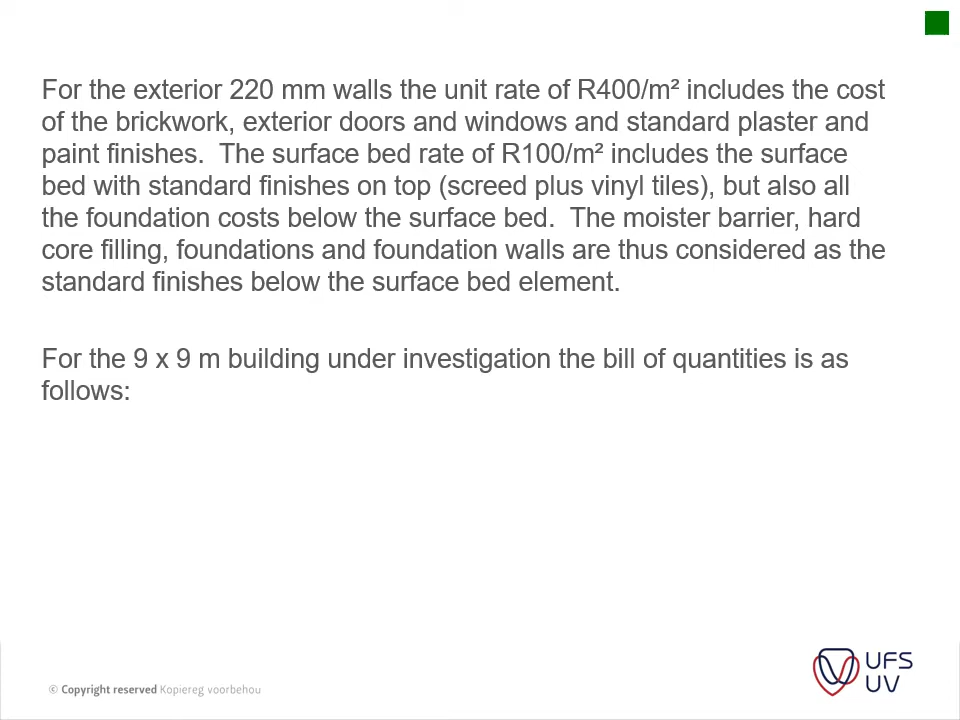 For the exterior 220 mm walls the unit rate of R400/m² includes the cost
of the brickwork, exterior doors and windows and standard plaster and
paint finishes.  The surface bed rate of R100/m² includes the surface
bed with standard finishes on top (screed plus vinyl tiles), but also all
the foundation costs below the surface bed.  The moister barrier, hard
core filling, foundations and foundation walls are thus considered as the
standard finishes below the surface bed element.
For the 9 x 9 m building under investigation the bill of quantities is as
follows:
© Copyright reserved Kopiereg voorbehou
UFS
UV